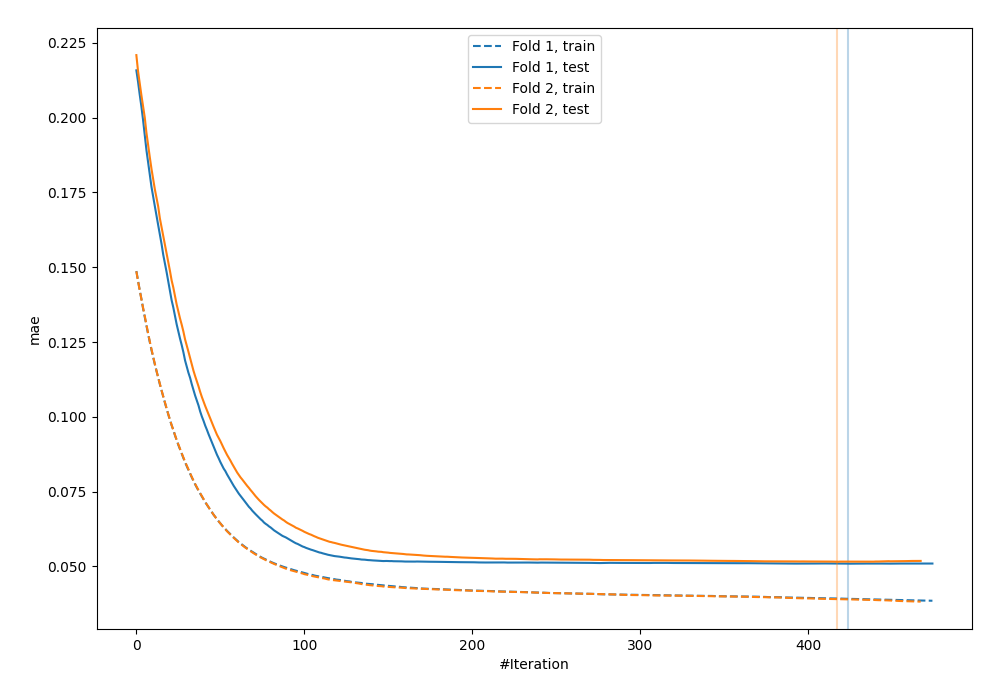 Fold 1, train
Fold 1, test
Fold 2, train
Fold 2, test
mae
0.225
0.200
0.175
0.150
0.125
0.100
0.075
0.050
0 100 200 300 400
#Iteration